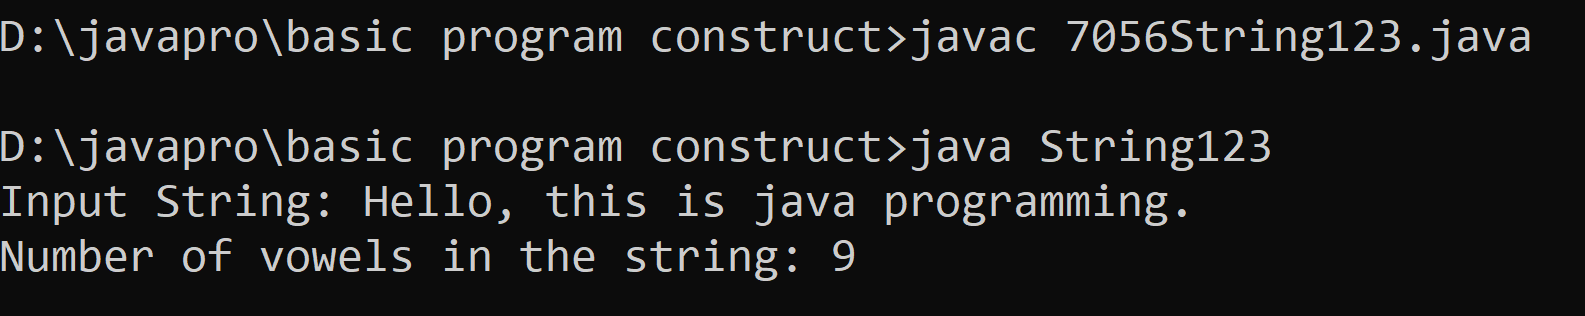 D:\javapro\basic program construct>javac 7056String123.java
D:\javapro\basic program construct>java String123
Input String: Hello, this is java programming.
Number of vowels in the string: 9